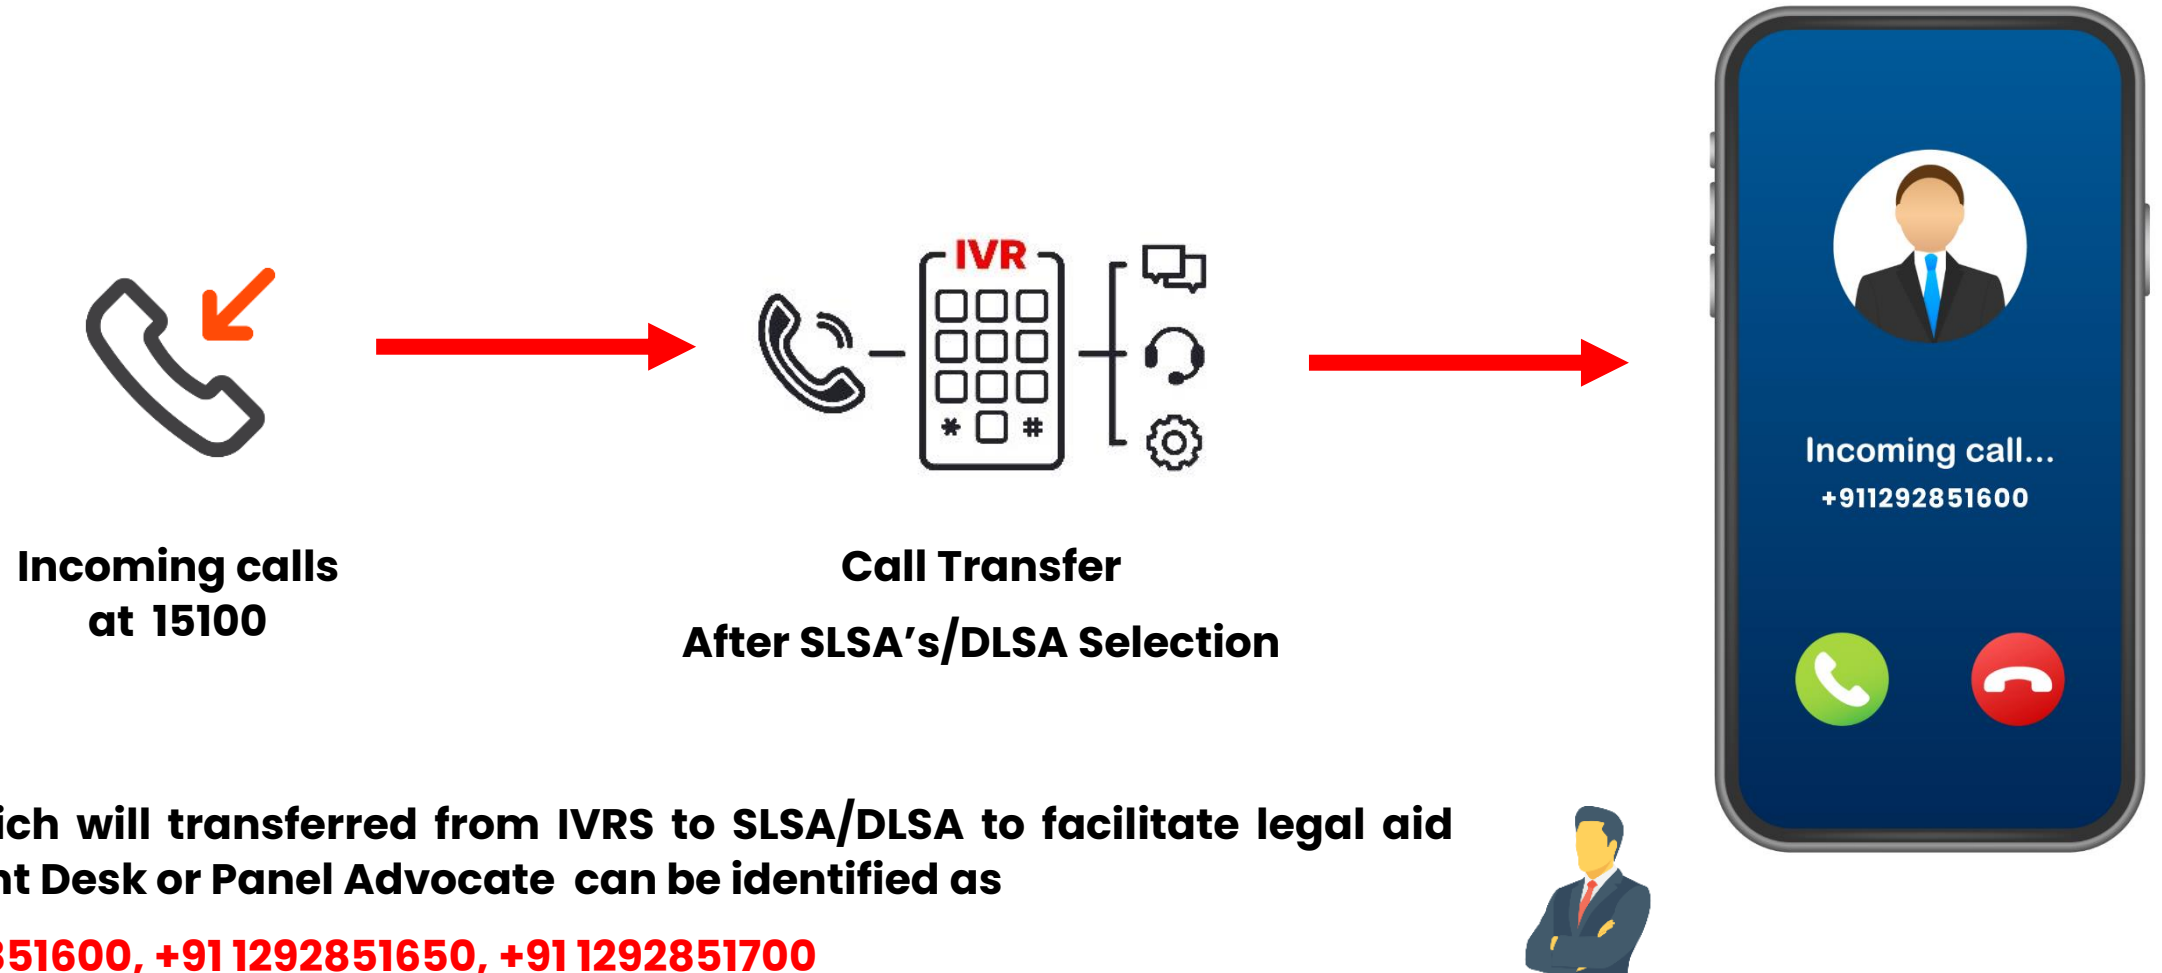 IVR
* #
Incoming call...
+911292851600
Incoming calls
at 15100
Call Transfer
After SLSA's/DLSA Selection
will transferred from IVRS to SLSA/DLSA to facilitate legal aid
Desk or Panel Advocate can be identified as
51600, +91 1292851650, +91 1292851700